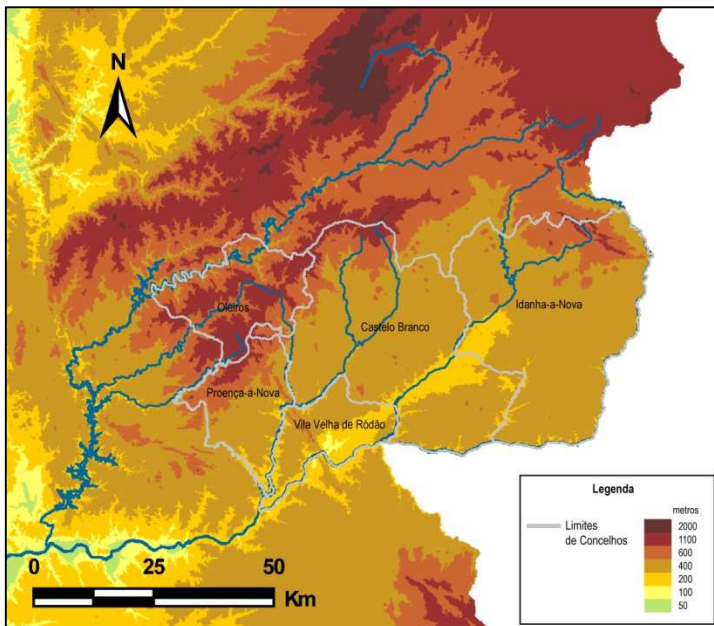 N
Oleiros
Idanha-a-Nova
Castelo Branco
Proença-a-Nova
Vila Velha de Ródão
0 25 50
Km
Legenda
metros
Limites
de Concelhos
2000
1100
600
400
200
100
50